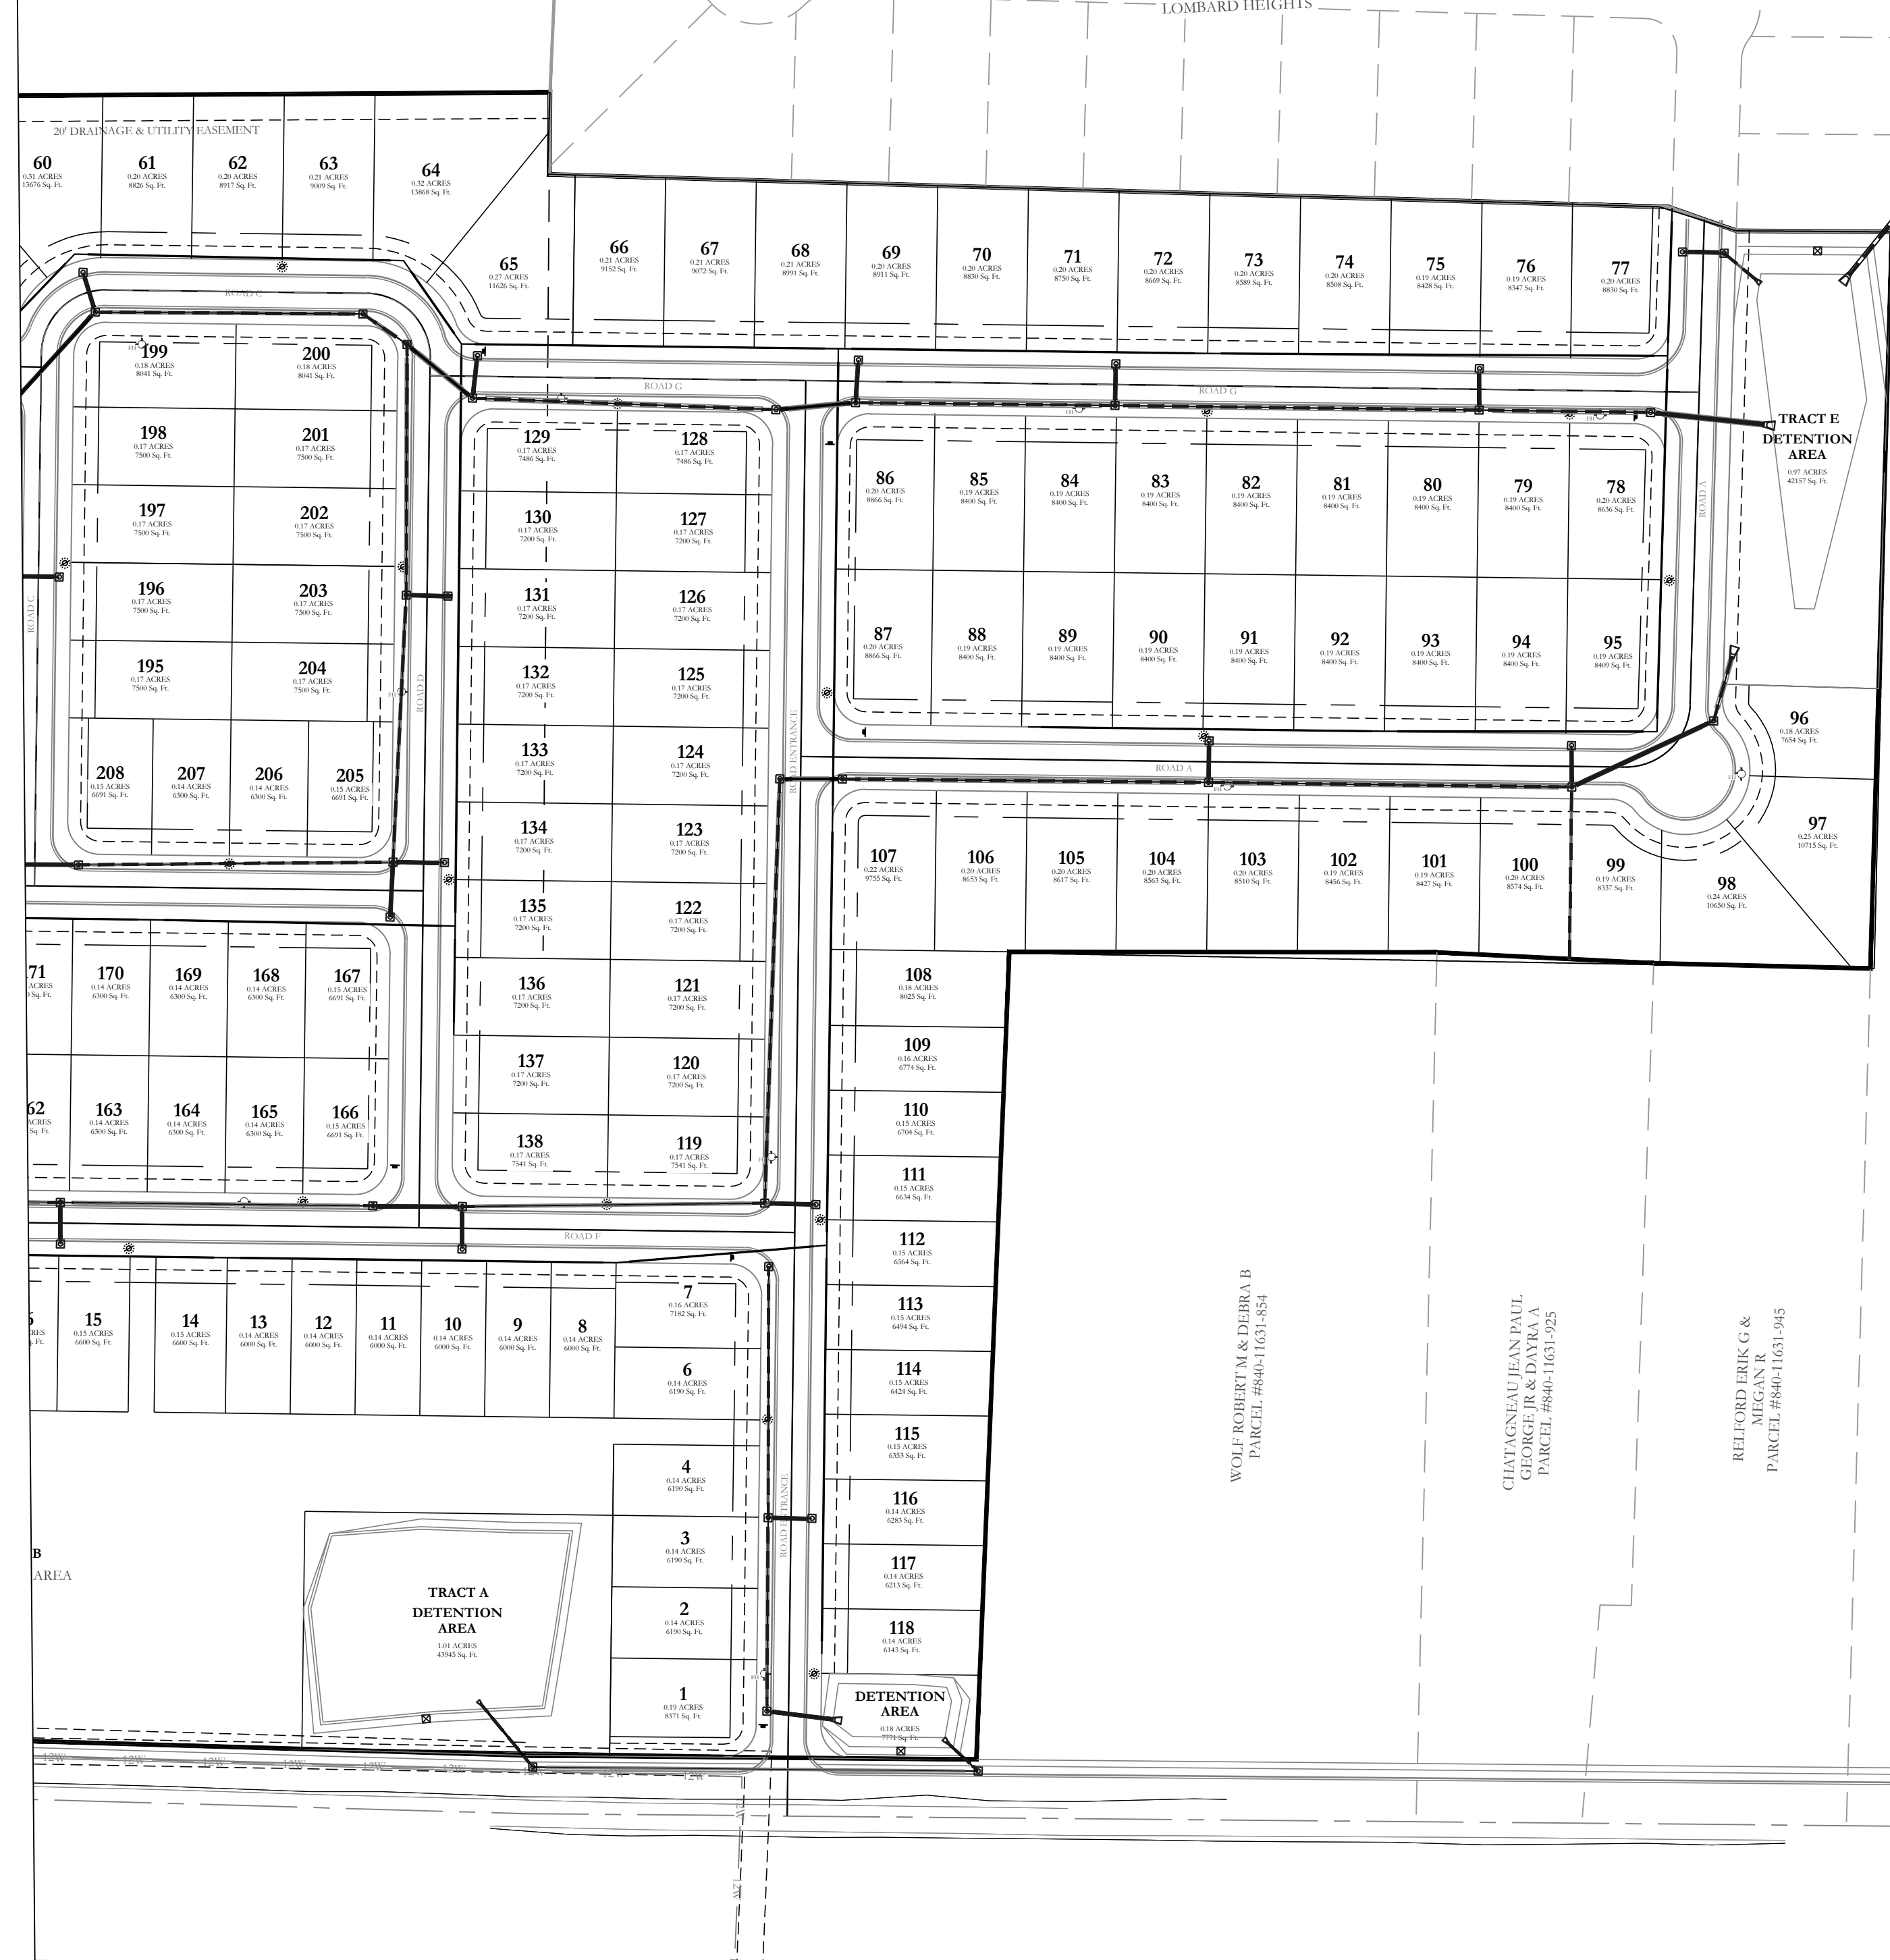 LOMBARD HEIGHTS
20' DRAINAGE & UTILITY EASEMENT
60
0.31 ACRES
13676 Sq. Ft.
61
0.20 ACRES
8826 Sq. Ft.
62
0.20 ACRES
8917 Sq. Ft.
63
0.21 ACRES
9009 Sq. Ft.
64
0.32 ACRES
13868 Sq. Ft.
65
0.27 ACRES
11626 Sq. Ft.
66
0.21 ACRES
9152 Sq. Ft.
67
0.21 ACRES
9072 Sq. Ft.
68
0.21 ACRES
8991 Sq. Ft.
69
0.20 ACRES
8911 Sq. Ft.
70
0.20 ACRES
8830 Sq. Ft.
71
0.20 ACRES
8750 Sq. Ft.
72
0.20 ACRES
8669 Sq. Ft.
73
0.20 ACRES
8589 Sq. Ft.
74
0.20 ACRES
8508 Sq. Ft.
75
0.19 ACRES
8428 Sq. Ft.
76
0.19 ACRES
8347 Sq. Ft.
77
0.20 ACRES
8830 Sq. Ft.
ROAD C
ROAD G
ROAD G
199
0.18 ACRES
8041 Sq. Ft.
200
0.18 ACRES
8041 Sq. Ft.
198
0.17 ACRES
7500 Sq. Ft.
201
0.17 ACRES
7500 Sq. Ft.
197
0.17 ACRES
7500 Sq. Ft.
202
0.17 ACRES
7500 Sq. Ft.
196
0.17 ACRES
7500 Sq. Ft.
203
0.17 ACRES
7500 Sq. Ft.
195
0.17 ACRES
7500 Sq. Ft.
204
0.17 ACRES
7500 Sq. Ft.
208
0.15 ACRES
6691 Sq. Ft.
207
0.14 ACRES
6300 Sq. Ft.
206
0.14 ACRES
6300 Sq. Ft.
205
0.15 ACRES
6691 Sq. Ft.
ROAD C
ROAD D
129
0.17 ACRES
7486 Sq. Ft.
128
0.17 ACRES
7486 Sq. Ft.
130
0.17 ACRES
7200 Sq. Ft.
127
0.17 ACRES
7200 Sq. Ft.
131
0.17 ACRES
7200 Sq. Ft.
126
0.17 ACRES
7200 Sq. Ft.
132
0.17 ACRES
7200 Sq. Ft.
125
0.17 ACRES
7200 Sq. Ft.
133
0.17 ACRES
7200 Sq. Ft.
124
0.17 ACRES
7200 Sq. Ft.
134
0.17 ACRES
7200 Sq. Ft.
123
0.17 ACRES
7200 Sq. Ft.
135
0.17 ACRES
7200 Sq. Ft.
122
0.17 ACRES
7200 Sq. Ft.
136
0.17 ACRES
7200 Sq. Ft.
121
0.17 ACRES
7200 Sq. Ft.
137
0.17 ACRES
7200 Sq. Ft.
120
0.17 ACRES
7200 Sq. Ft.
138
0.17 ACRES
7541 Sq. Ft.
119
0.17 ACRES
7541 Sq. Ft.
ROAD ENTRANCE
86
0.20 ACRES
8866 Sq. Ft.
85
0.19 ACRES
8400 Sq. Ft.
84
0.19 ACRES
8400 Sq. Ft.
83
0.19 ACRES
8400 Sq. Ft.
82
0.19 ACRES
8400 Sq. Ft.
81
0.19 ACRES
8400 Sq. Ft.
80
0.19 ACRES
8400 Sq. Ft.
79
0.19 ACRES
8400 Sq. Ft.
78
0.20 ACRES
8636 Sq. Ft.
87
0.20 ACRES
8866 Sq. Ft.
88
0.19 ACRES
8400 Sq. Ft.
89
0.19 ACRES
8400 Sq. Ft.
90
0.19 ACRES
8400 Sq. Ft.
91
0.19 ACRES
8400 Sq. Ft.
92
0.19 ACRES
8400 Sq. Ft.
93
0.19 ACRES
8400 Sq. Ft.
94
0.19 ACRES
8400 Sq. Ft.
95
0.19 ACRES
8409 Sq. Ft.
ROAD A
TRACT E
DETENTION
AREA
0.97 ACRES
42157 Sq. Ft.
96
0.18 ACRES
7654 Sq. Ft.
97
0.25 ACRES
10715 Sq. Ft.
ROAD A
107
0.22 ACRES
9755 Sq. Ft.
106
0.20 ACRES
8653 Sq. Ft.
105
0.20 ACRES
8617 Sq. Ft.
104
0.20 ACRES
8563 Sq. Ft.
103
0.20 ACRES
8510 Sq. Ft.
102
0.19 ACRES
8456 Sq. Ft.
101
0.19 ACRES
8427 Sq. Ft.
100
0.20 ACRES
8574 Sq. Ft.
99
0.19 ACRES
8337 Sq. Ft.
98
0.24 ACRES
10650 Sq. Ft.
71
ACRES
Sq. Ft.
170
0.14 ACRES
6300 Sq. Ft.
169
0.14 ACRES
6300 Sq. Ft.
168
0.14 ACRES
6300 Sq. Ft.
167
0.15 ACRES
6691 Sq. Ft.
62
ACRES
Sq. Ft.
163
0.14 ACRES
6300 Sq. Ft.
164
0.14 ACRES
6300 Sq. Ft.
165
0.14 ACRES
6300 Sq. Ft.
166
0.15 ACRES
6691 Sq. Ft.
108
0.18 ACRES
8025 Sq. Ft.
109
0.16 ACRES
6774 Sq. Ft.
110
0.15 ACRES
6704 Sq. Ft.
111
0.15 ACRES
6634 Sq. Ft.
112
0.15 ACRES
6564 Sq. Ft.
113
0.15 ACRES
6494 Sq. Ft.
114
0.15 ACRES
6424 Sq. Ft.
115
0.15 ACRES
6353 Sq. Ft.
116
0.14 ACRES
6283 Sq. Ft.
117
0.14 ACRES
6213 Sq. Ft.
118
0.14 ACRES
6143 Sq. Ft.
ROAD F
15
0.15 ACRES
6600 Sq. Ft.
14
0.15 ACRES
6600 Sq. Ft.
13
0.14 ACRES
6000 Sq. Ft.
12
0.14 ACRES
6000 Sq. Ft.
11
0.14 ACRES
6000 Sq. Ft.
10
0.14 ACRES
6000 Sq. Ft.
9
0.14 ACRES
6000 Sq. Ft.
8
0.14 ACRES
6000 Sq. Ft.
7
0.16 ACRES
7182 Sq. Ft.
6
0.14 ACRES
6190 Sq. Ft.
4
0.14 ACRES
6190 Sq. Ft.
3
0.14 ACRES
6190 Sq. Ft.
2
0.14 ACRES
6190 Sq. Ft.
1
0.19 ACRES
8371 Sq. Ft.
ROAD ENTRANCE
B
AREA
TRACT A
DETENTION
AREA
1.01 ACRES
43945 Sq. Ft.
DETENTION
AREA
0.18 ACRES
7771 Sq. Ft.
WOLF ROBERT M & DEBRA B
PARCEL #840-11631-854
CHATAGNEAU JEAN PAUL
GEORGE JR & DAYRA A
PARCEL #840-11631-925
RELFORD ERIK G &
MEGAN R
PARCEL #840-11631-945
12W
12W
12W
12W
12W
12W
12W
12W
12W
12W
12W